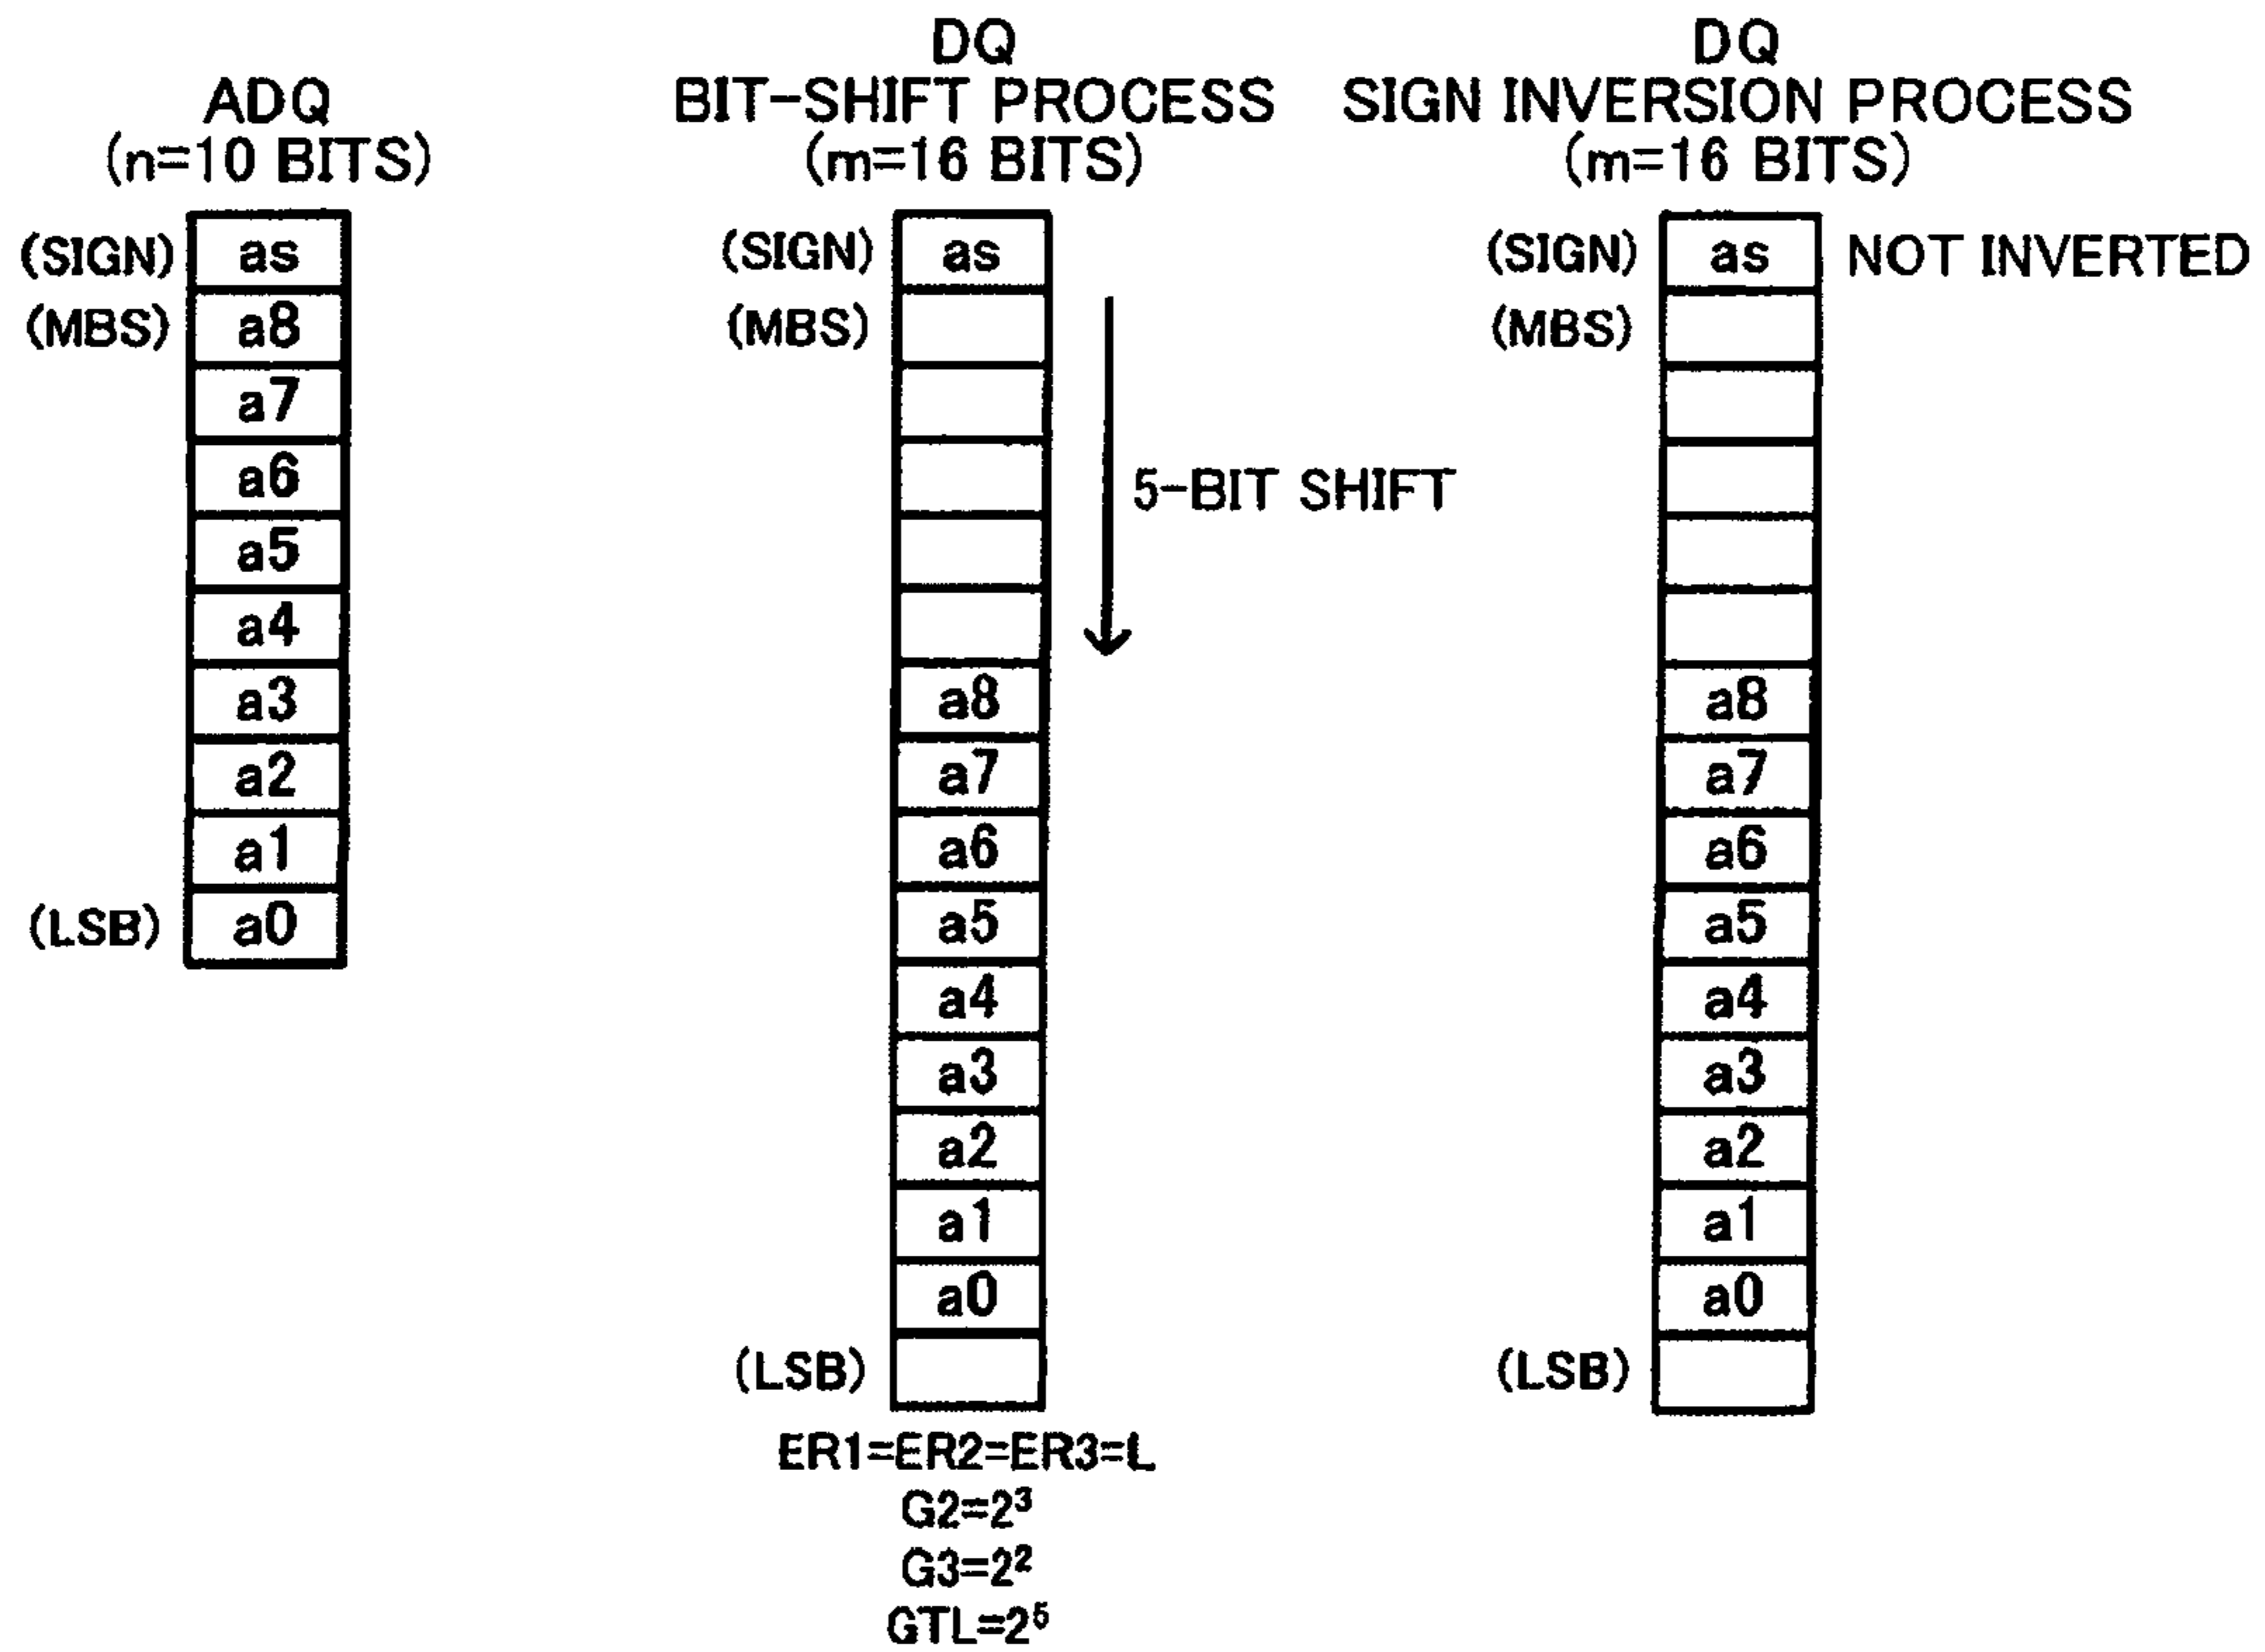 ADQ
(n=10 BITS)
(SIGN) as
(MBS) a8
a7
a6
a5
a4
a3
a2
a1
(LSB) a0
DQ
BIT-SHIFT PROCESS
(m=16 BITS)
(SIGN) as
(MBS)
5-BIT SHIFT
a8
a7
a6
a5
a4
a3
a2
a1
a0
(LSB)
ER1=ER2=ER3=L
G2=2³
G3=2²
GTL=2⁵
DQ
SIGN INVERSION PROCESS
(m=16 BITS)
(SIGN) as NOT INVERTED
(MBS)
a8
a7
a6
a5
a4
a3
a2
a1
a0
(LSB)